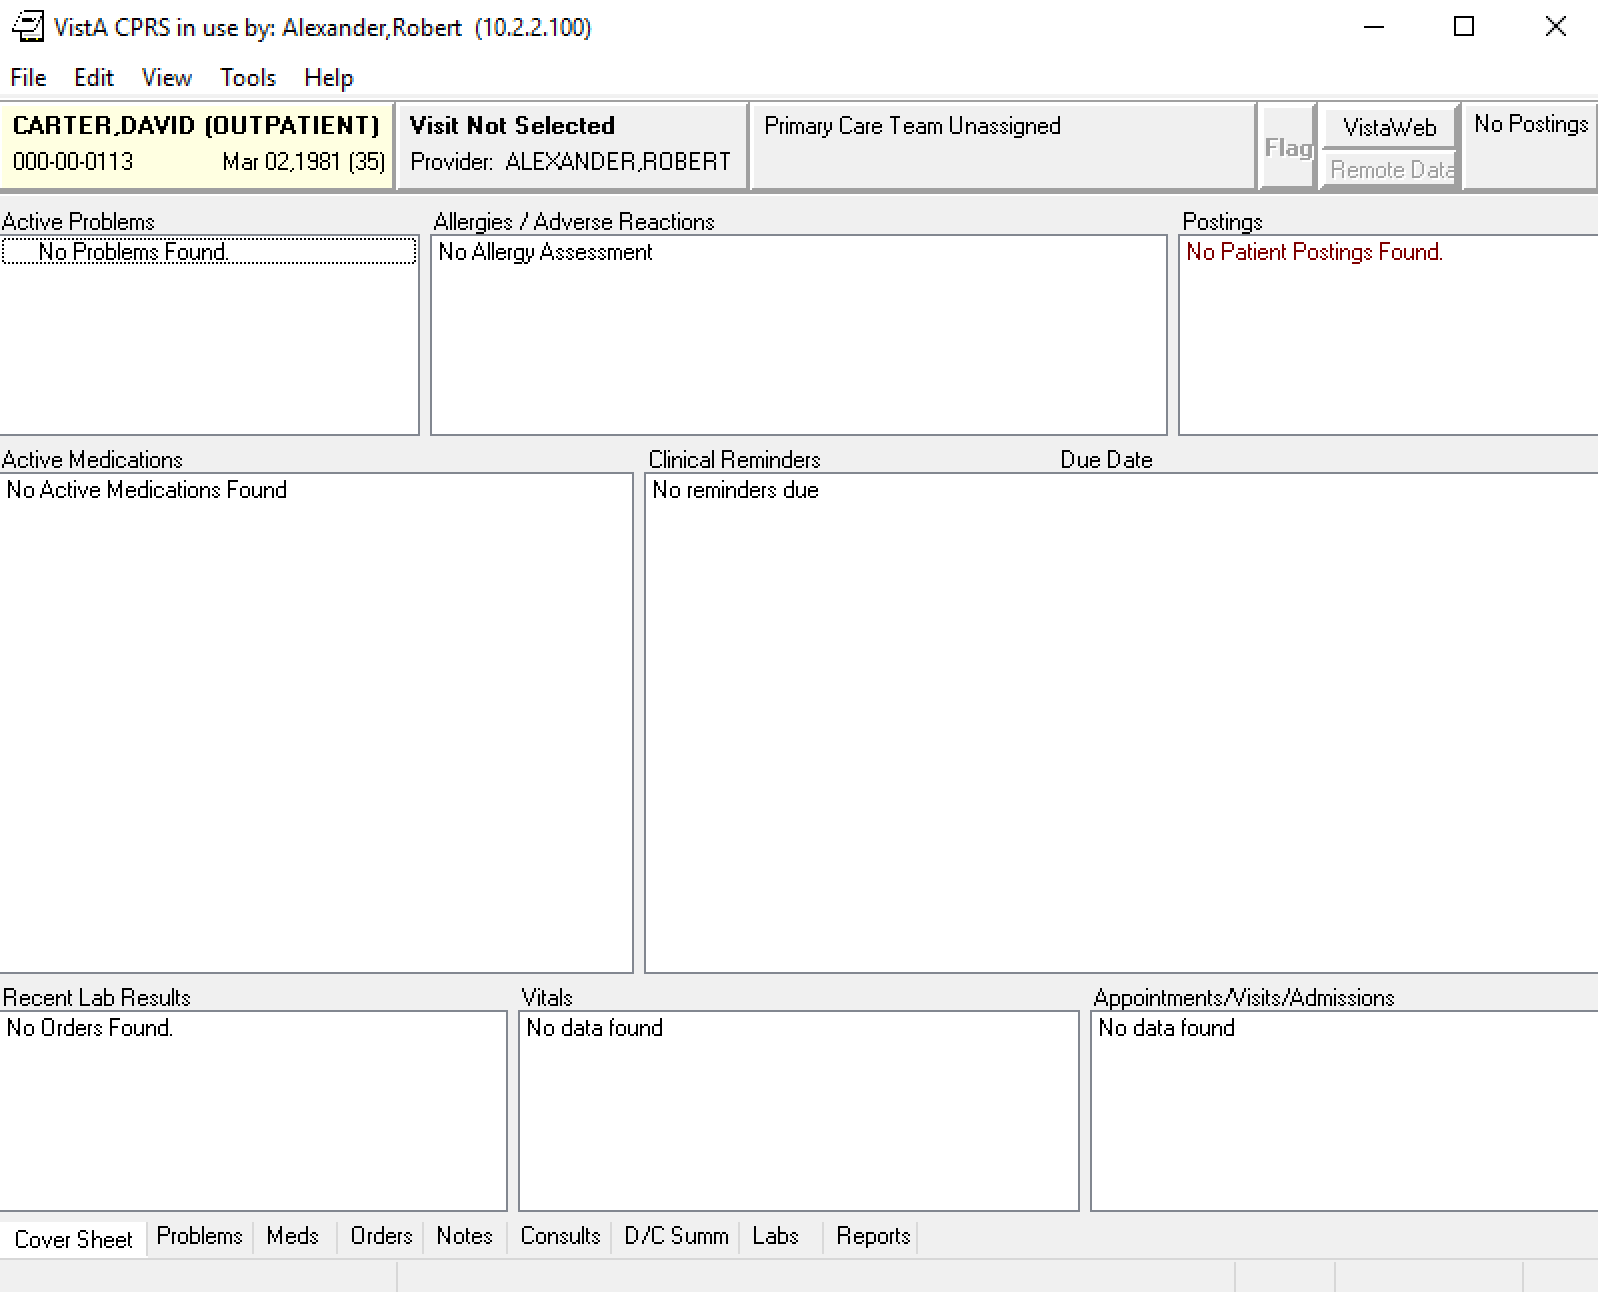 VistA CPRS in use by: Alexander,Robert (10.2.2.100)
File Edit View Tools Help
CARTER,DAVID (OUTPATIENT)
000-00-0113 Mar 02,1981 (35)
Visit Not Selected
Provider: ALEXANDER,ROBERT
Primary Care Team Unassigned
Flag
VistaWeb
Remote Data
No Postings
Active Problems
No Problems Found.
Allergies / Adverse Reactions
No Allergy Assessment
Postings
No Patient Postings Found.
Active Medications
No Active Medications Found
Clinical Reminders Due Date
No reminders due
Recent Lab Results
No Orders Found.
Vitals
No data found
Appointments/Visits/Admissions
No data found
Cover Sheet Problems Meds Orders Notes Consults D/C Summ Labs Reports